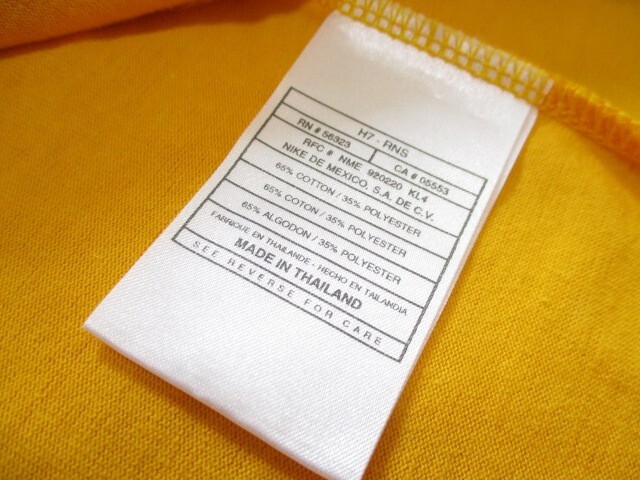 H7 - RNS
RN # 56323 CA # 05553
RFC # NME 920220 KL4
NIKE DE MEXICO, S.A. DE C.V.
65% COTTON / 35% POLYESTER
65% COTON / 35% POLYESTER
65% ALGODON / 35% POLYESTER
FABRIQUE EN THAILANDE - HECHO EN TAILANDIA
MADE IN THAILAND
SEE REVERSE FOR CARE